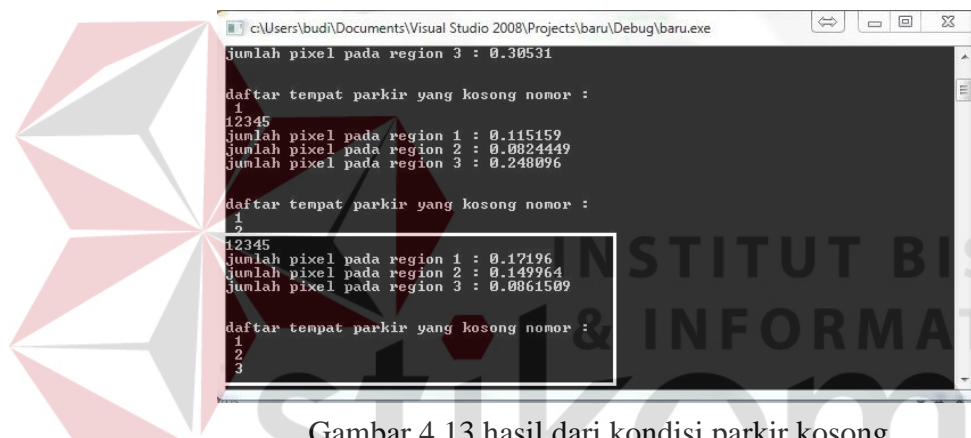 c:\Users\budi\Documents\Visual Studio 2008\Projects\baru\Debug\baru.exe
jumlah pixel pada region 3 : 0.30531
daftar tempat parkir yang kosong nomor :
1
12345
jumlah pixel pada region 1 : 0.115159
jumlah pixel pada region 2 : 0.0824449
jumlah pixel pada region 3 : 0.248096
daftar tempat parkir yang kosong nomor :
1
2
12345
jumlah pixel pada region 1 : 0.17196
jumlah pixel pada region 2 : 0.149964
jumlah pixel pada region 3 : 0.0861509
daftar tempat parkir yang kosong nomor :
1
2
3
INSTITUT BIS
& INFORMAT
stikom
Gambar 4.13 hasil dari kondisi parkir kosong